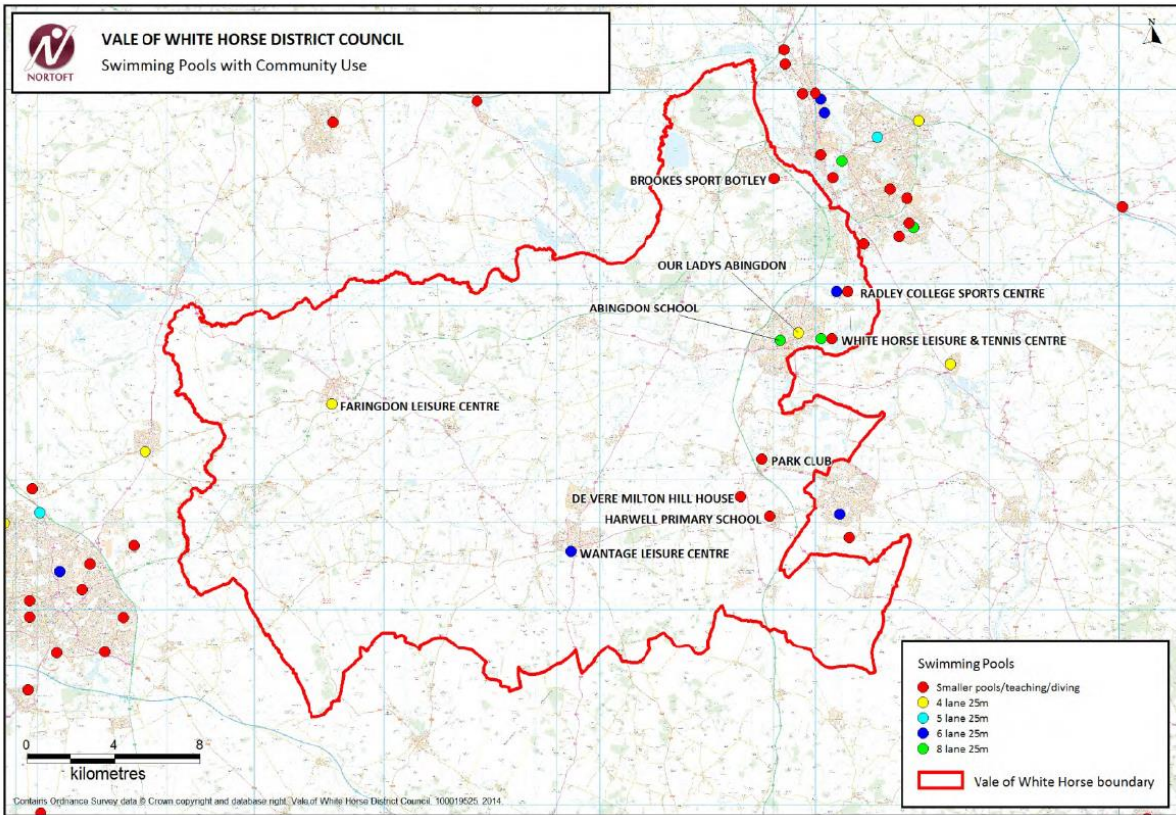 VALE OF WHITE HORSE DISTRICT COUNCIL
Swimming Pools with Community Use
NORTOFT
N
BROOKES SPORT BOTLEY
OUR LADYS ABINGDON
RADLEY COLLEGE SPORTS CENTRE
ABINGDON SCHOOL
WHITE HORSE LEISURE & TENNIS CENTRE
FARINGDON LEISURE CENTRE
PARK CLUB
DE VERE MILTON HILL HOUSE
HARWELL PRIMARY SCHOOL
WANTAGE LEISURE CENTRE
Swimming Pools
Smaller pools/teaching/diving
4 lane 25m
5 lane 25m
6 lane 25m
8 lane 25m
Vale of White Horse boundary
0 4 8
kilometres
Contains Ordnance Survey data © Crown copyright and database right. Vale of White Horse District Council. 100019525. 2014.